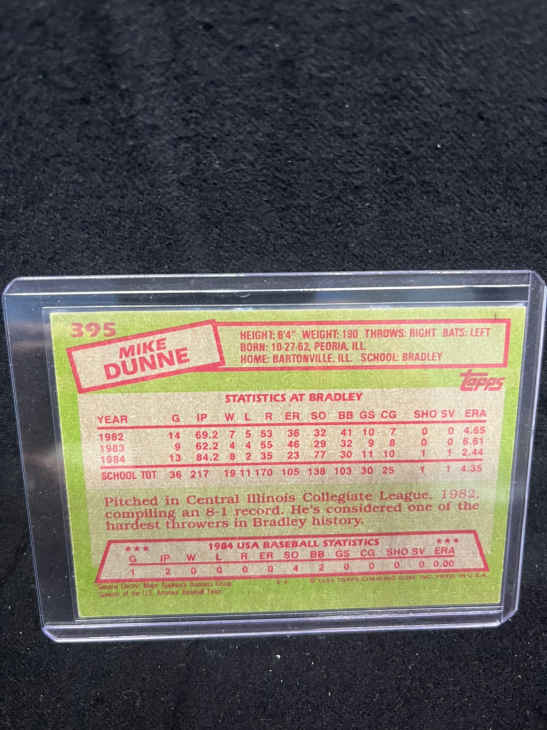 395
MIKE
DUNNE
HEIGHT: 6'4" WEIGHT: 190 THROWS: RIGHT BATS: LEFT
BORN: 10-27-62, PEORIA, ILL.
HOME: BARTONVILLE, ILL. SCHOOL: BRADLEY
Topps
STATISTICS AT BRADLEY
YEAR G IP W L R ER SO BB GS CG SHO SV ERA
1982 14 69.2 7 5 53 36 32 41 10 7 0 0 4.65
1983 9 62.2 4 4 55 46 29 32 9 8 0 0 6.61
1984 13 84.2 8 2 35 23 77 30 11 10 1 1 2.44
SCHOOL TOT 36 217 19 11 170 105 138 103 30 25 1 1 4.35
Pitched in Central Illinois Collegiate League, 1982,
compiling an 8-1 record. He's considered one of the
hardest throwers in Bradley history.
*** 1984 USA BASEBALL STATISTICS ***
G IP W L R ER SO BB GS CG SHO SV ERA
1 2 0 0 0 0 4 2 0 0 0 0 0.00